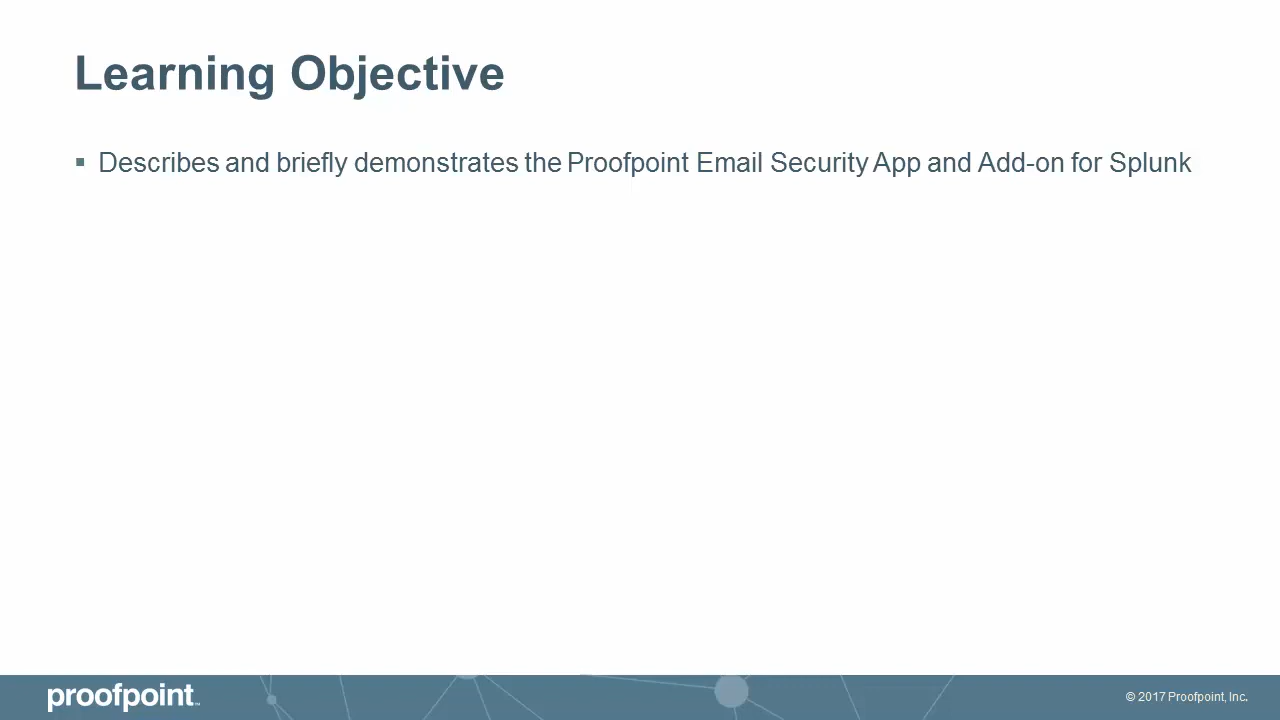 Learning Objective
▪ Describes and briefly demonstrates the Proofpoint Email Security App and Add-on for Splunk
proofpoint™
© 2017 Proofpoint, Inc.